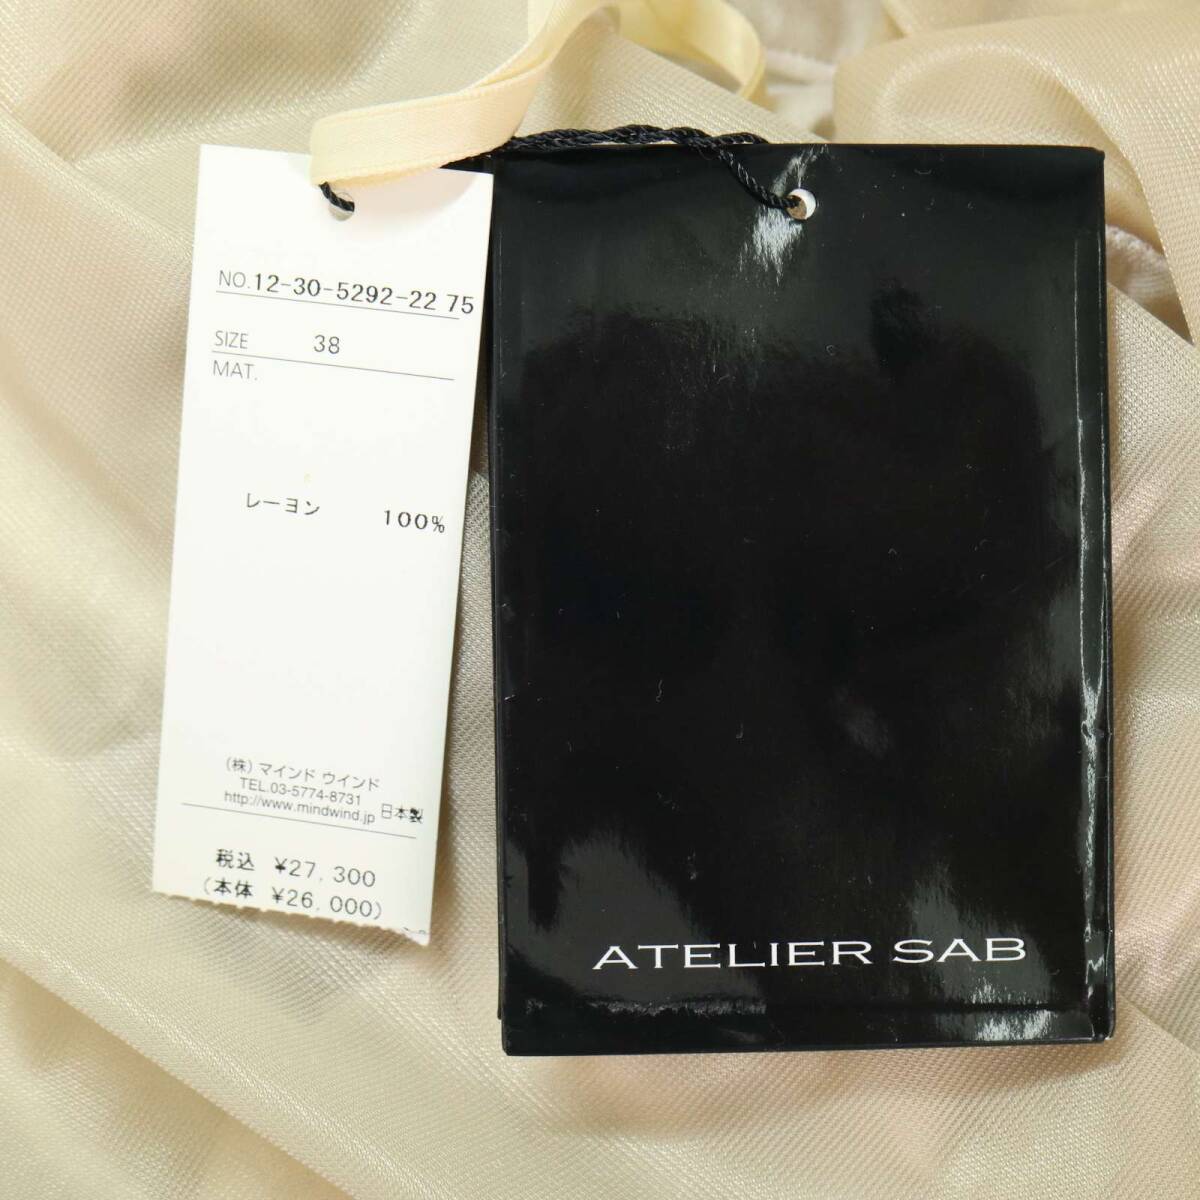 NO.12-30-5292-22 75
SIZE 38
MAT.
レーヨン 100%
(株) マインド ウインド
TEL.03-5774-8731
http://www.mindwind.jp 日本製
税込 ¥27,300
(本体 ¥26,000)
ATELIER SAB